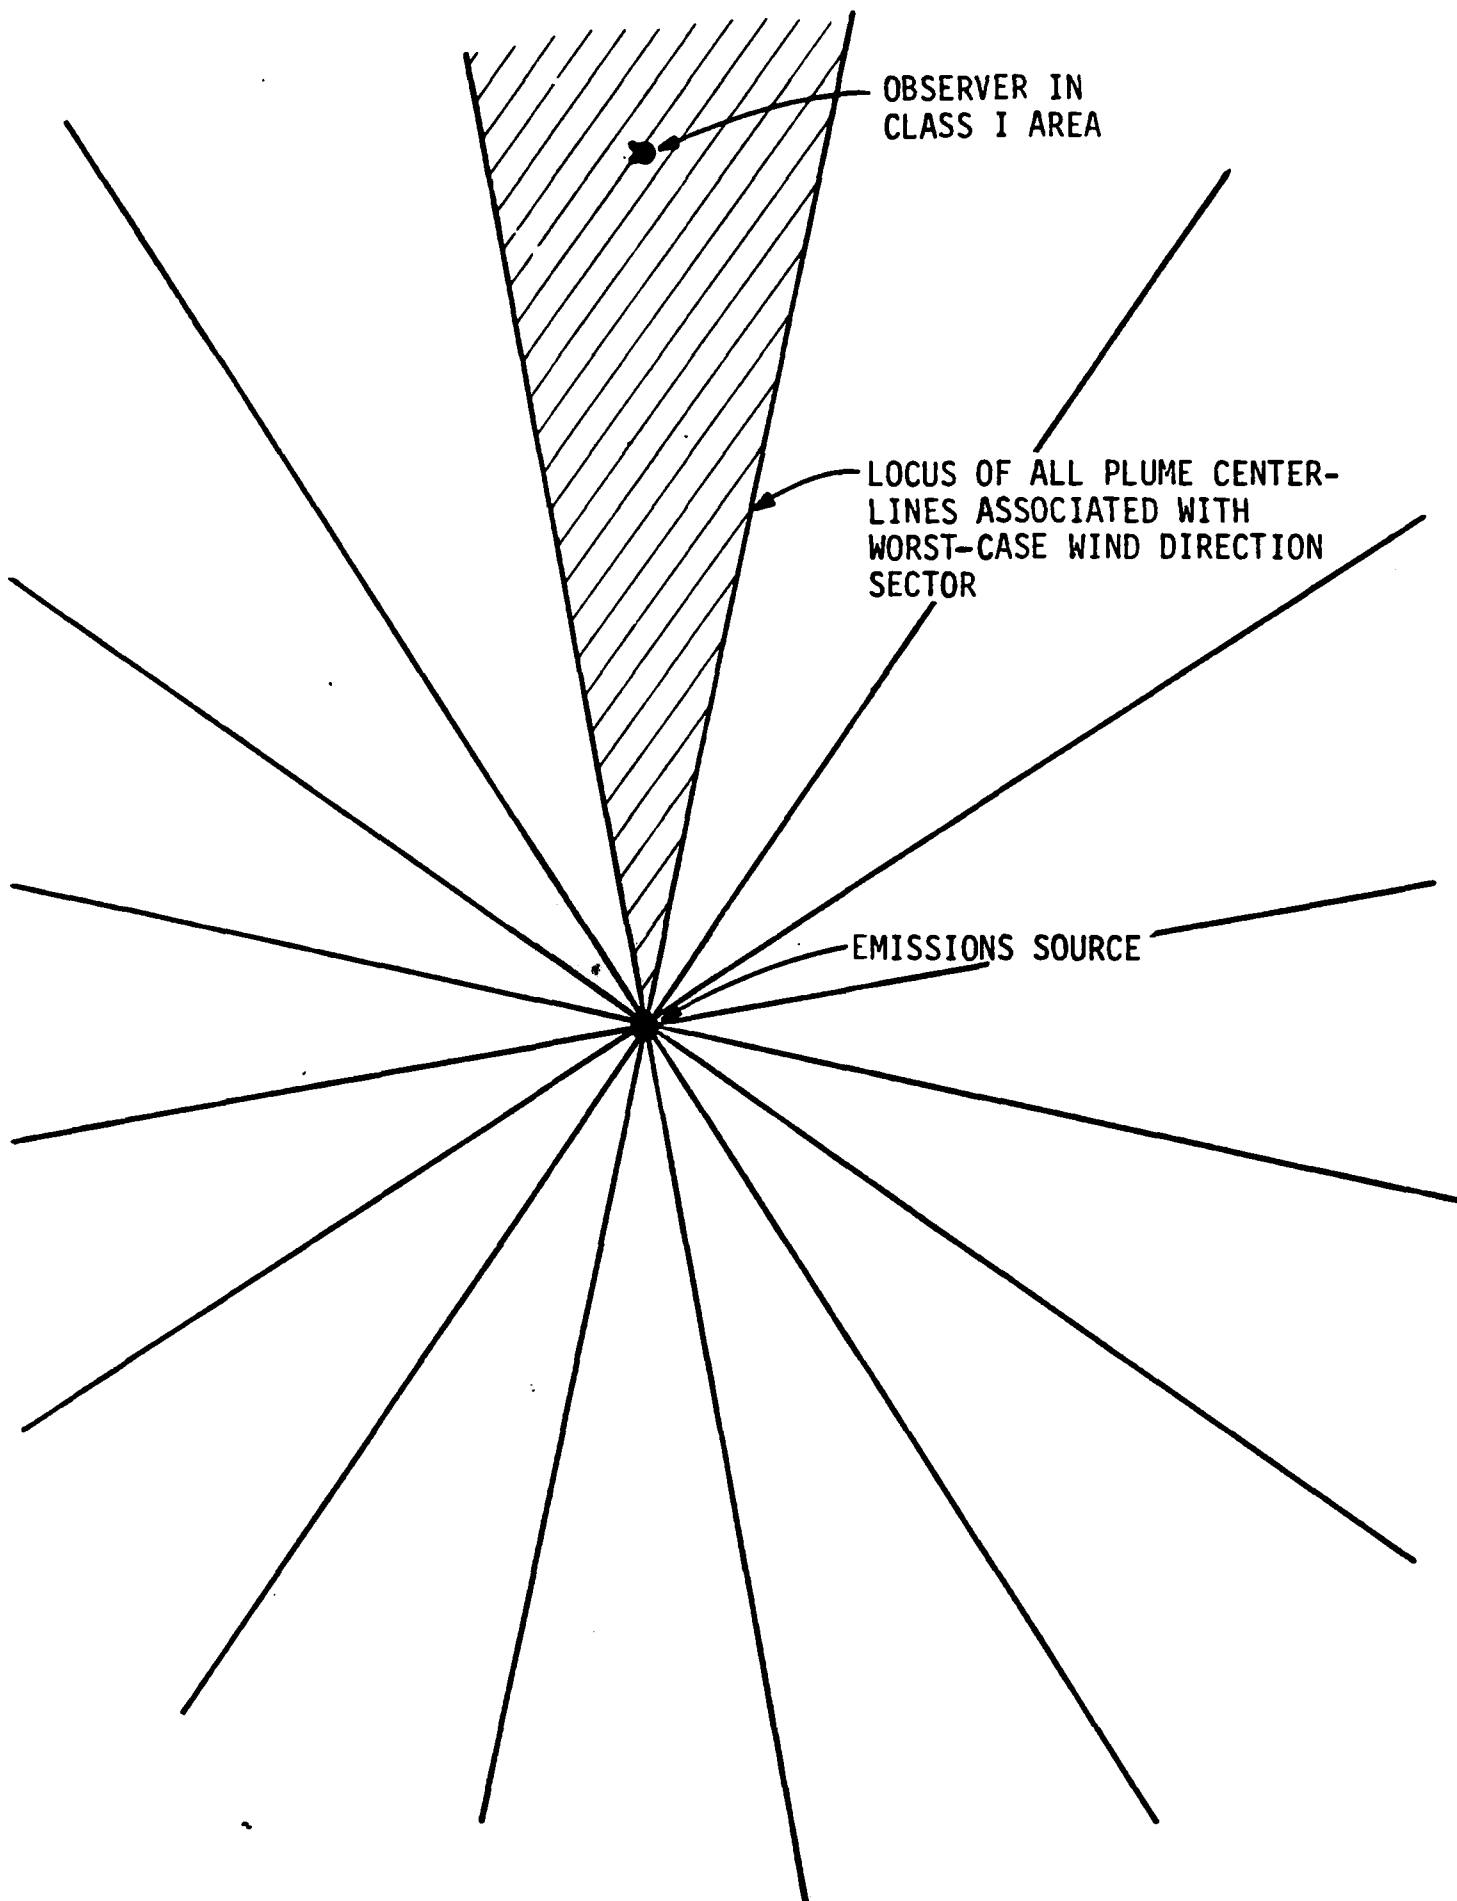 OBSERVER IN
CLASS I AREA
LOCUS OF ALL PLUME CENTER-
LINES ASSOCIATED WITH
WORST-CASE WIND DIRECTION
SECTOR
EMISSIONS SOURCE